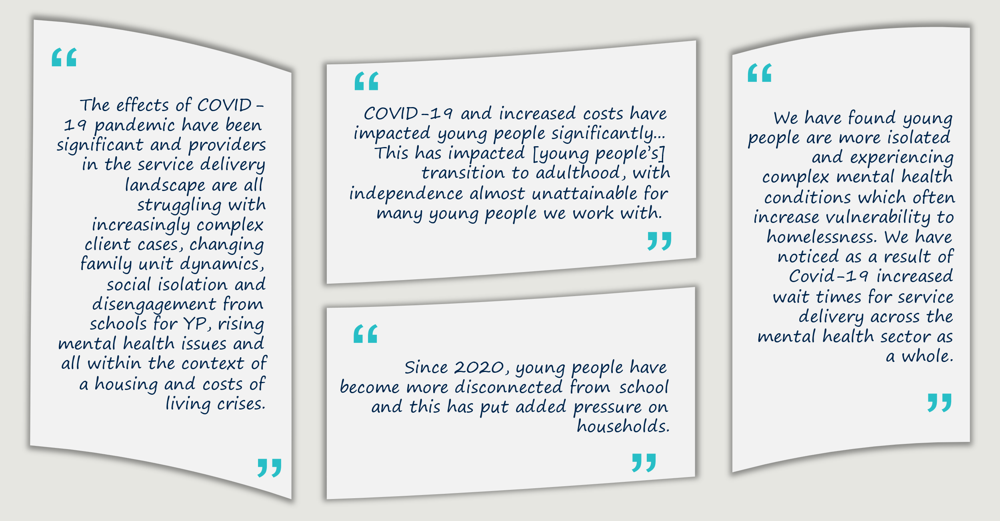 “
The effects of COVID-
19 pandemic have been
significant and providers
in the service delivery
landscape are all
struggling with
increasingly complex
client cases, changing
family unit dynamics,
social isolation and
disengagement from
schools for YP, rising
mental health issues and
all within the context of
a housing and costs of
living crises.
”
“
COVID-19 and increased costs have
impacted young people significantly...
This has impacted [young people’s]
transition to adulthood, with
independence almost unattainable for
many young people we work with.
”
“
Since 2020, young people have
become more disconnected from school
and this has put added pressure on
households.
”
“
We have found young
people are more isolated
and experiencing
complex mental health
conditions which often
increase vulnerability to
homelessness. We have
noticed as a result of
Covid-19 increased
wait times for service
delivery across the
mental health sector as
a whole.
”